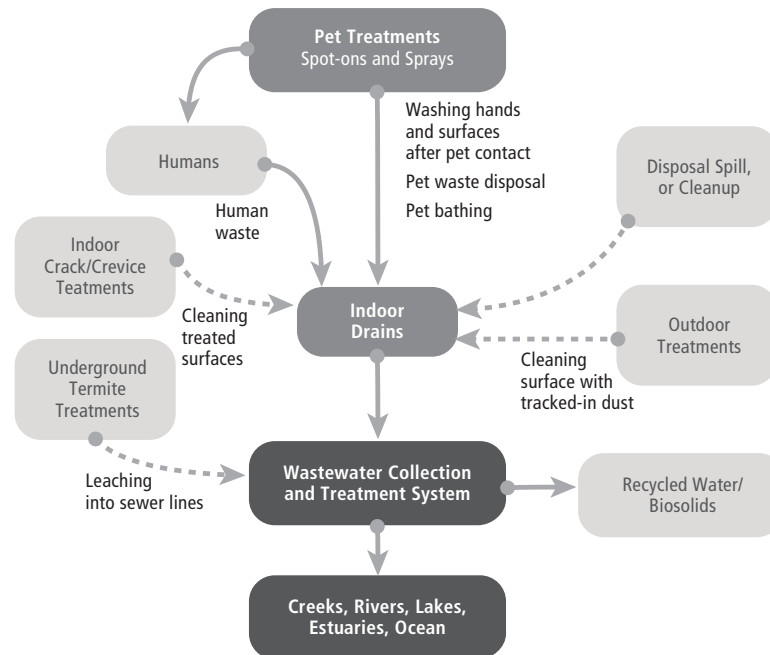 Pet Treatments
Spot-ons and Sprays
Washing hands
and surfaces
after pet contact
Pet waste disposal
Pet bathing
Humans
Human
waste
Disposal Spill,
or Cleanup
Indoor
Crack/Crevice
Teatments
Cleaning
treated
surfaces
Indoor
Drains
Outdoor
Treatments
Cleaning
surface with
tracked-in dust
Underground
Termite
Treatments
Leaching
into sewer lines
Wastewater Collection
and Treatment System
Recycled Water/
Biosolids
Creeks, Rivers, Lakes,
Estuaries, Ocean